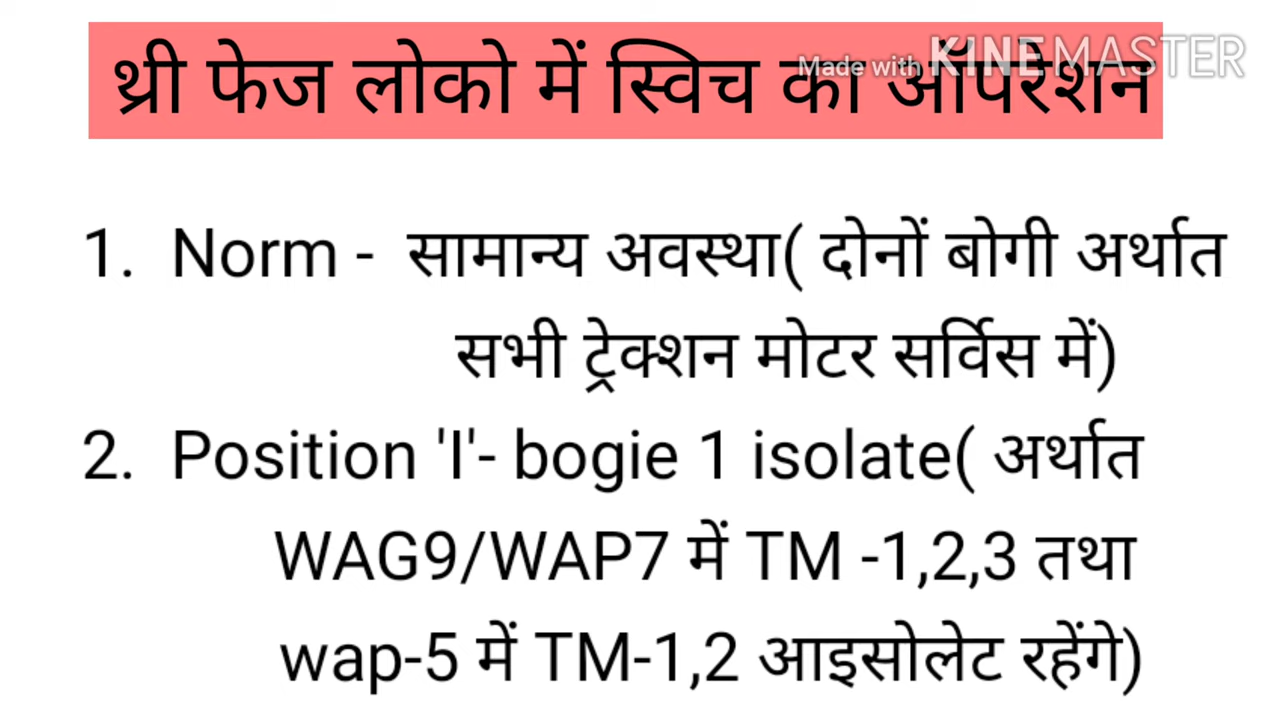 थ्री फेज लोको में स्विच का ऑपरेशन
Made with KINEMASTER
1. Norm - सामान्य अवस्था( दोनों बोगी अर्थात
सभी ट्रेक्शन मोटर सर्विस में)
2. Position 'I'- bogie 1 isolate( अर्थात
WAG9/WAP7 में TM -1,2,3 तथा
wap-5 में TM-1,2 आइसोलेट रहेंगे)